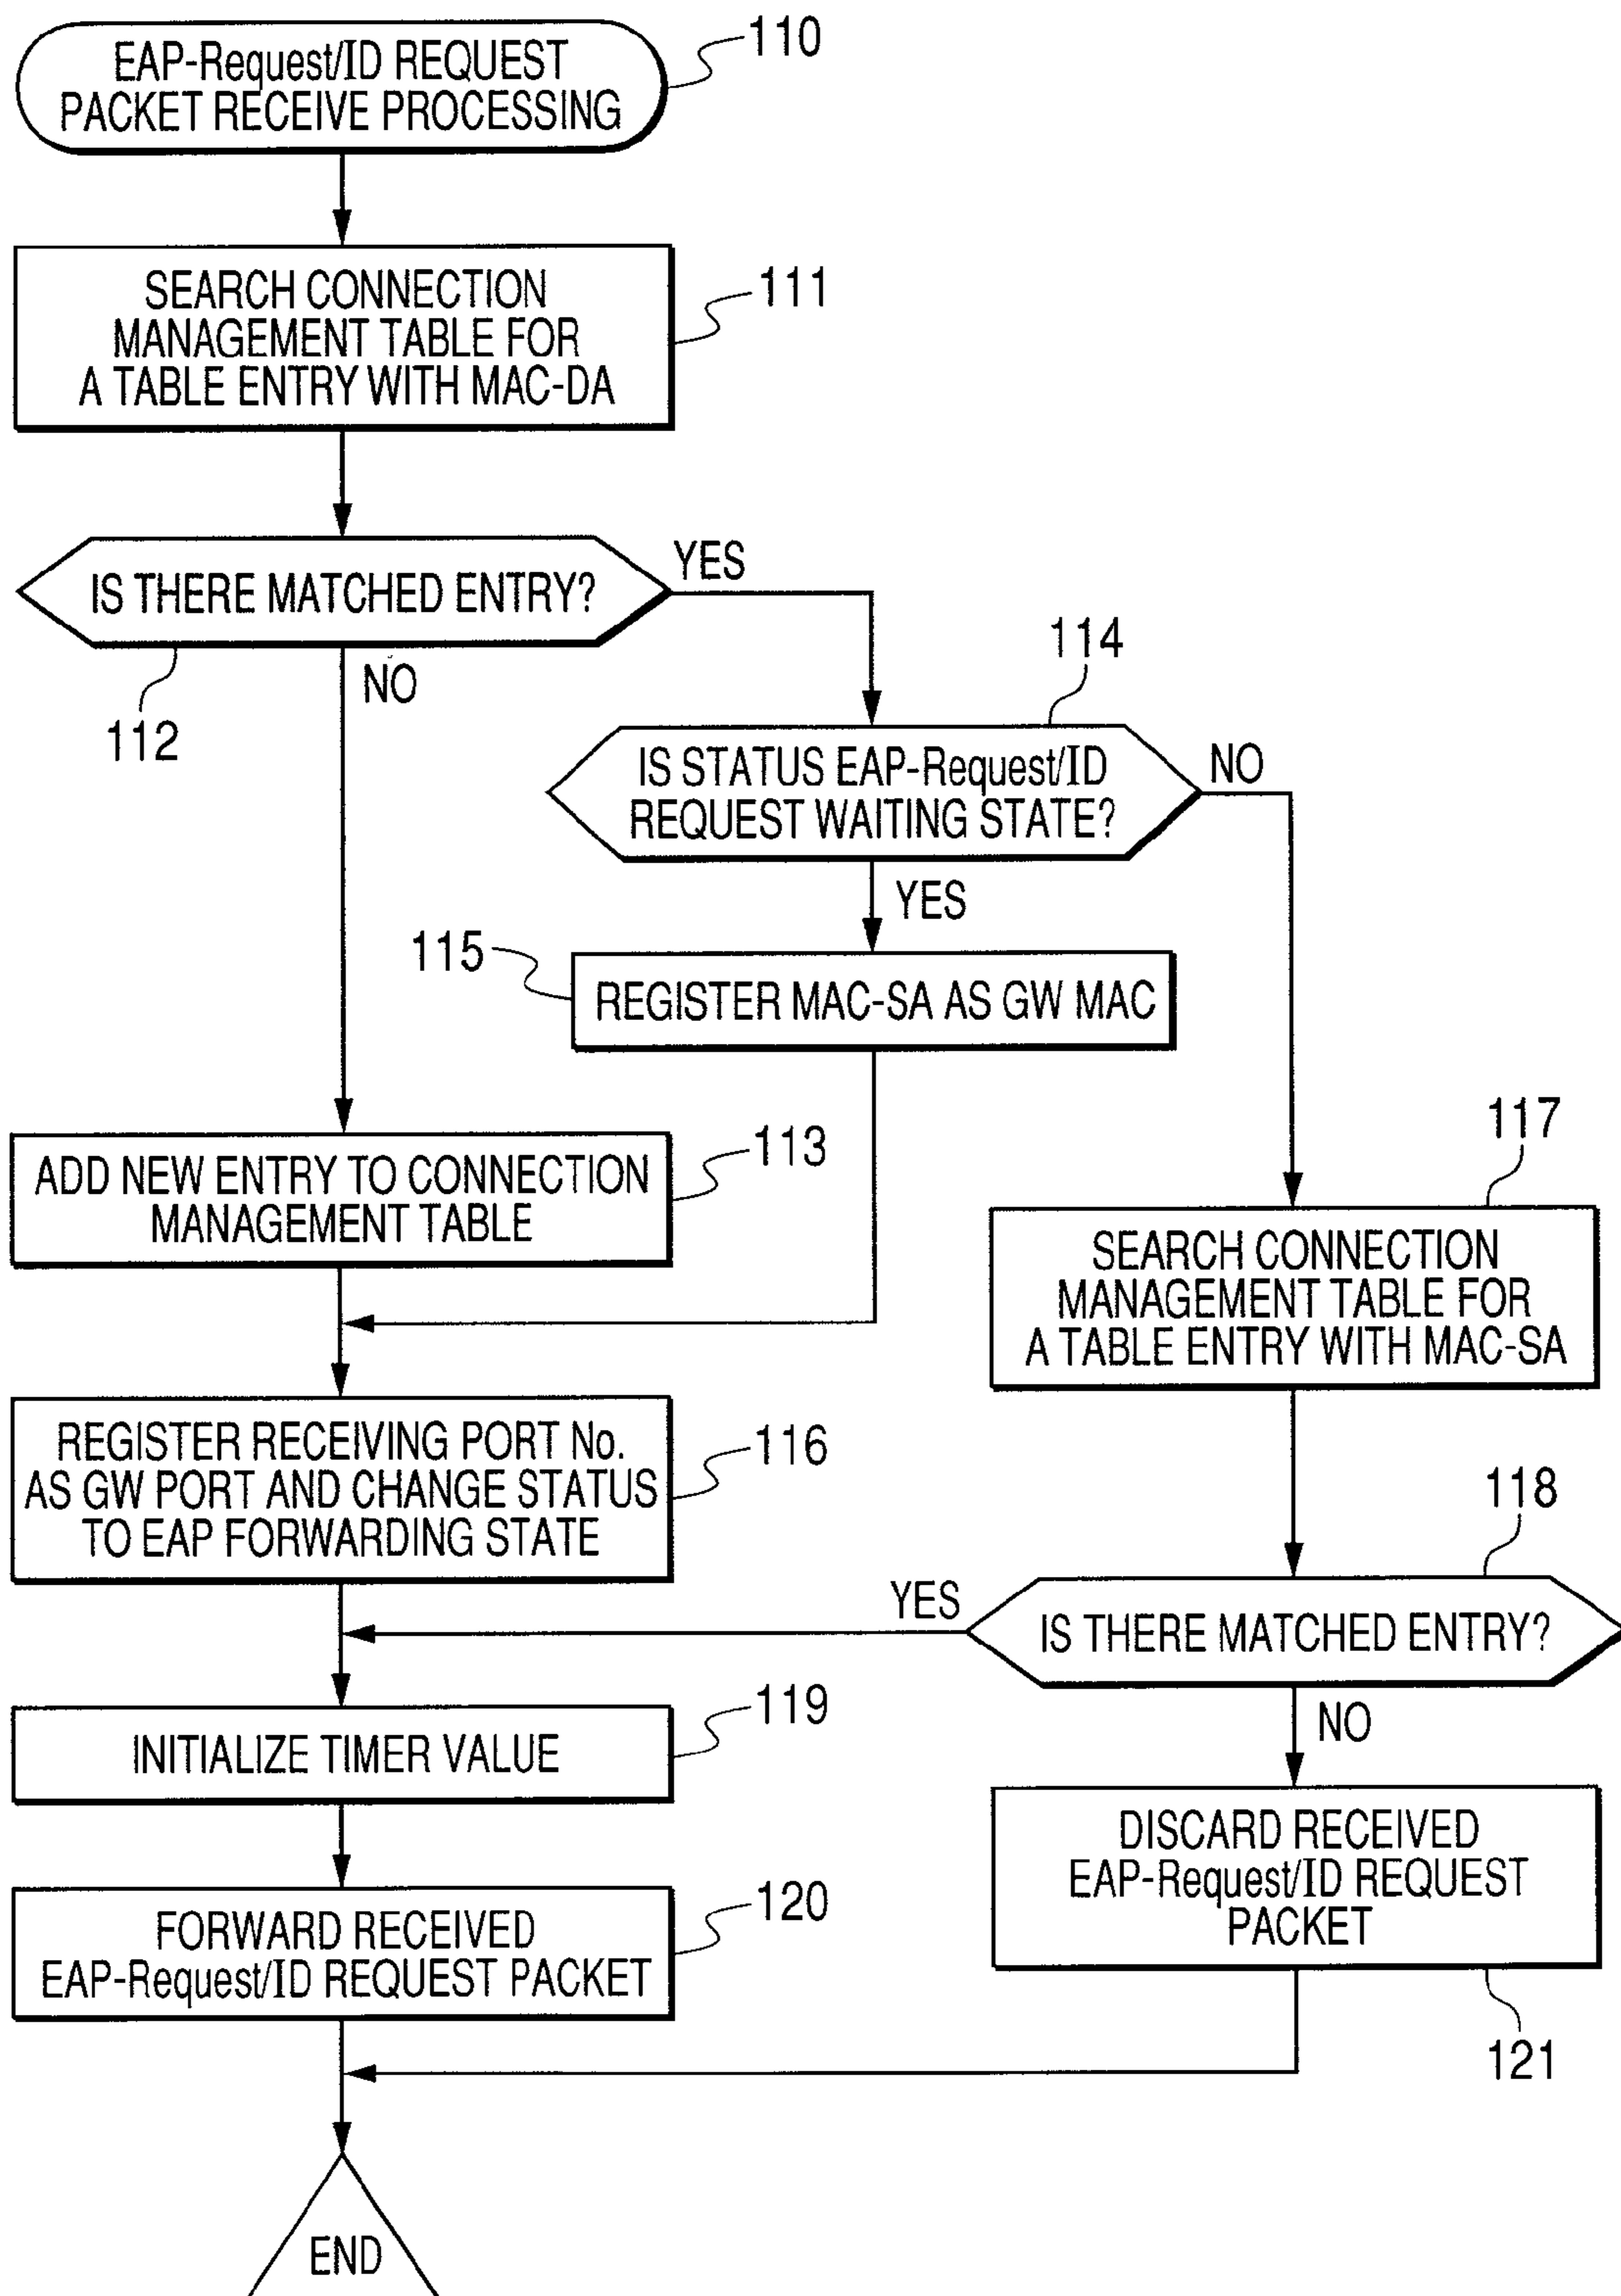 EAP-Request/ID REQUEST
PACKET RECEIVE PROCESSING
110
SEARCH CONNECTION
MANAGEMENT TABLE FOR
A TABLE ENTRY WITH MAC-DA
111
IS THERE MATCHED ENTRY?
YES
NO
112
114
IS STATUS EAP-Request/ID
REQUEST WAITING STATE?
NO
YES
115
REGISTER MAC-SA AS GW MAC
113
ADD NEW ENTRY TO CONNECTION
MANAGEMENT TABLE
117
SEARCH CONNECTION
MANAGEMENT TABLE FOR
A TABLE ENTRY WITH MAC-SA
REGISTER RECEIVING PORT No.
AS GW PORT AND CHANGE STATUS
TO EAP FORWARDING STATE
116
118
YES
IS THERE MATCHED ENTRY?
NO
INITIALIZE TIMER VALUE
119
DISCARD RECEIVED
EAP-Request/ID REQUEST
PACKET
121
FORWARD RECEIVED
EAP-Request/ID REQUEST PACKET
120
END